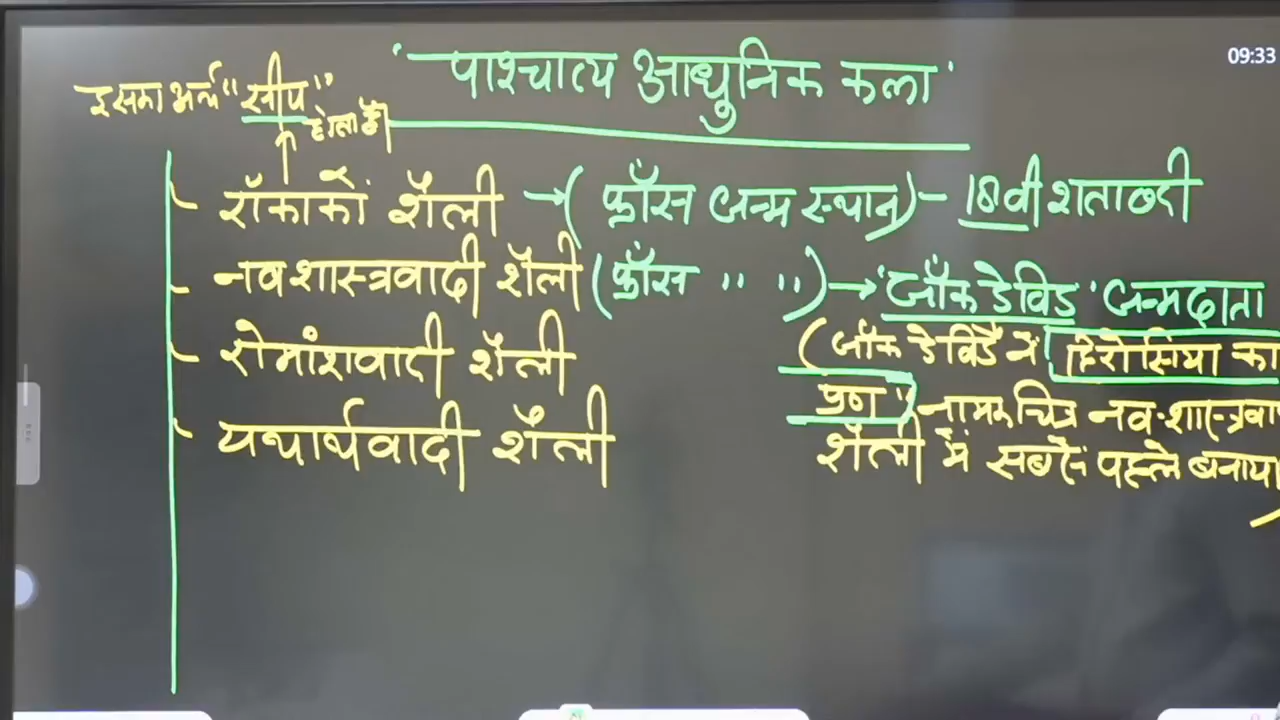 'पाश्चात्य आधुनिक कला'
09:33
इसका अर्थ "सीप" होता है।
रॉकाकों शैली → (फ्राँस जन्म स्थान) - 18वी शताब्दी
नवशास्त्रवादी शैली (फ्राँस " ") → 'जॉक डेविड' जन्मदाता
रोमांशवादी शैली
(जॉक डेविड ने हिरोसिया का
यथार्थवादी शैली
प्रण") नामक चित्र नव-शास्त्रवा
शैली में सबसे पहले बनाया